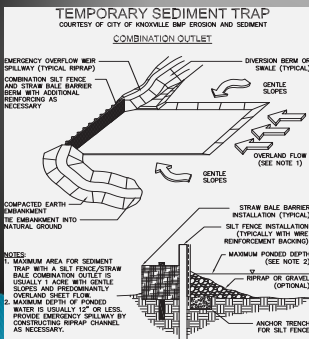 TEMPORARY SEDIMENT TRAP
COURTESY OF CITY OF KNOXVILLE BMP EROSION AND SEDIMENT
COMBINATION OUTLET
EMERGENCY OVERFLOW WEIR
SPILLWAY (TYPICAL RIPRAP)
COMBINATION SILT FENCE
AND STRAW BALE BARRIER
BERM WITH ADDITIONAL
REINFORCING AS
NECESSARY
DIVERSION BERM OR
SWALE (TYPICAL)
GENTLE
SLOPES
OVERLAND FLOW
(SEE NOTE 1)
GENTLE
SLOPES
COMPACTED EARTH
EMBANKMENT
TIE EMBANKMENT INTO
NATURAL GROUND
STRAW BALE BARRIER
INSTALLATION (TYPICAL)
SILT FENCE INSTALLATION
(TYPICALLY WITH WIRE
REINFORCEMENT BACKING)
MAXIMUM PONDED DEPTH
(SEE NOTE 2)
RIPRAP OR GRAVEL
(OPTIONAL)
ANCHOR TRENCH
FOR SILT FENCE
NOTES:
1. MAXIMUM AREA FOR SEDIMENT
TRAP WITH A SILT FENCE/STRAW
BALE COMBINATION OUTLET IS
USUALLY 1 ACRE WITH GENTLE
SLOPES AND PREDOMINANTLY
OVERLAND SHEET FLOW.
2. MAXIMUM DEPTH OF PONDED
WATER IS USUALLY 12" OR LESS.
PROVIDE EMERGENCY SPILLWAY BY
CONSTRUCTING RIPRAP CHANNEL
AS NECESSARY.